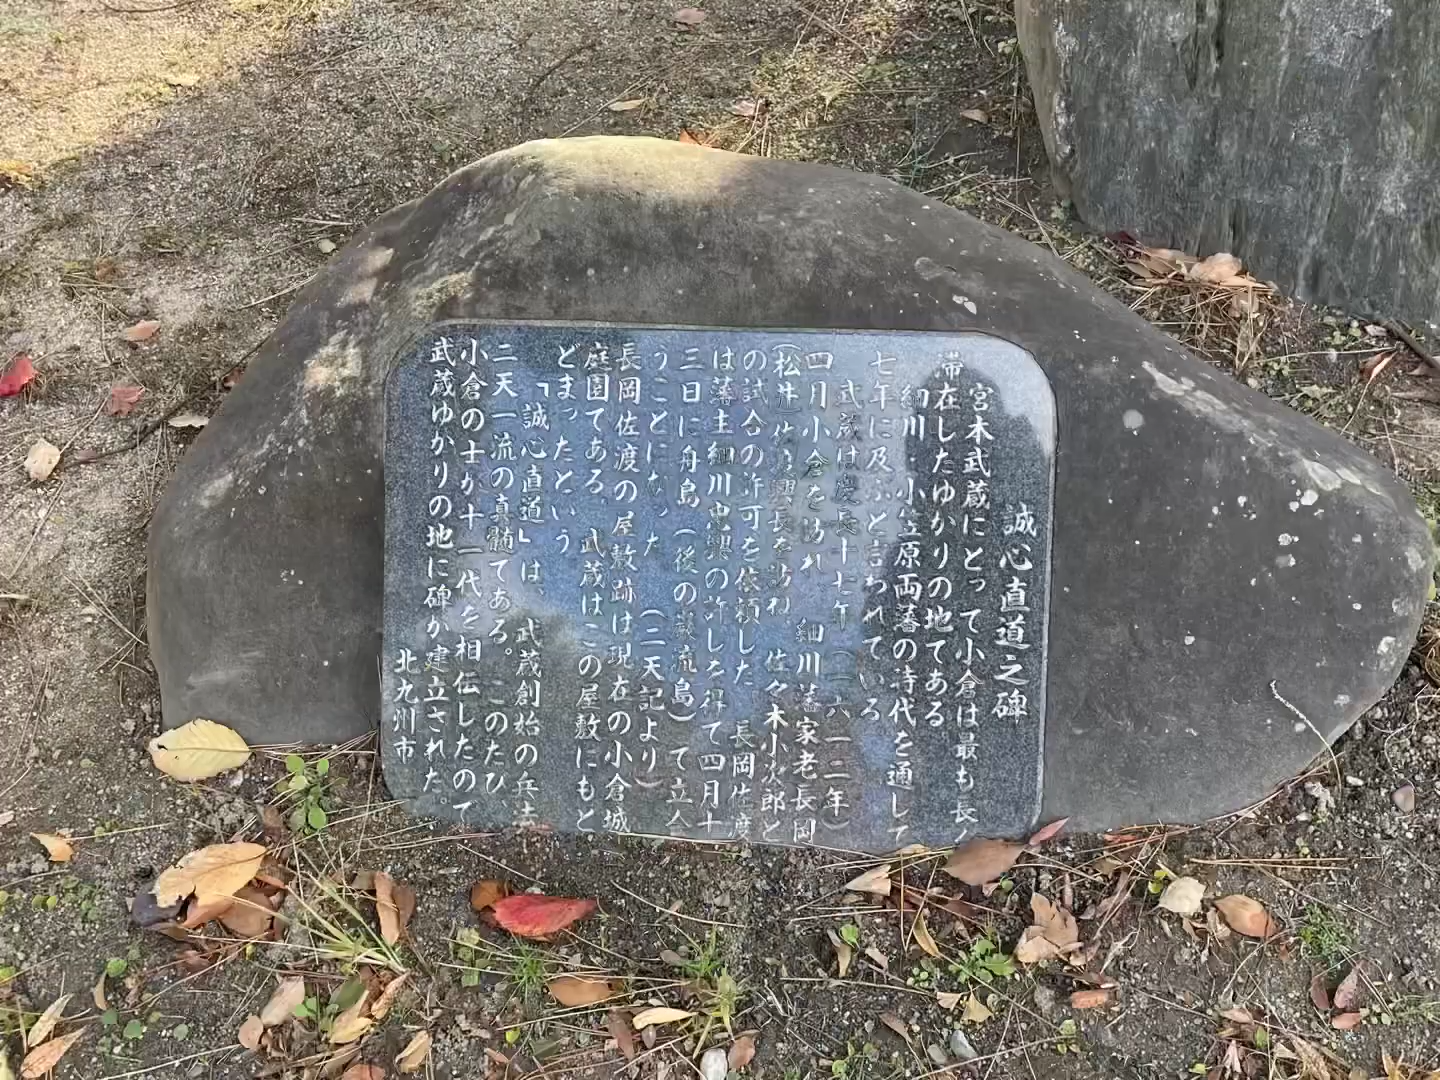 誠心直道之碑
宮本武蔵にとって小倉は最も長く
滞在したゆかりの地である
細川・小笠原両藩の時代を通して
七年に及ぶと言われている
武蔵は慶長十七年（一六一二年）
四月小倉を訪れ 細川藩家老長岡
（松井）佐渡興長を訪ね、佐々木小次郎と
の試合の許可を依頼した 長岡佐渡
は藩主細川忠興の許しを得て四月十
三日に舟島（後の巌流島）で立会
うことになった （二天記より）
長岡佐渡の屋敷跡は現在の小倉城
庭園である、武蔵はこの屋敷にもと
どまったという
「誠心直道」は、武蔵創始の兵法
二天一流の真髄である。このたび、
小倉の士が十一代を相伝したので
武蔵ゆかりの地に碑が建立された。
北九州市